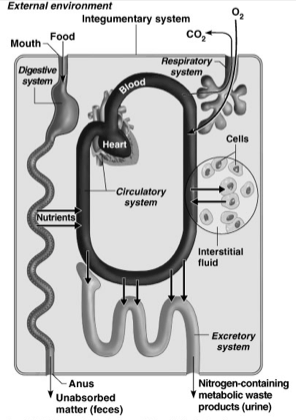 External environment
Integumentary system
O2
CO2
Mouth
Food
Digestive
system
Respiratory
system
Blood
Heart
Cells
Circulatory
system
Nutrients
Interstitial
fluid
Excretory
system
Anus
Unabsorbed
matter (feces)
Nitrogen-containing
metabolic waste
products (urine)